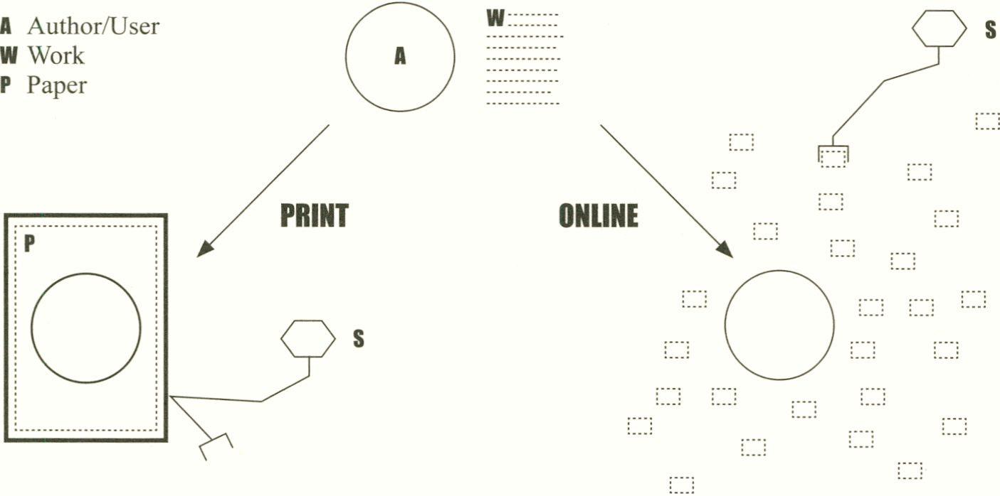 A Author/User
W Work
P Paper
A
W
S
PRINT
ONLINE
P
S